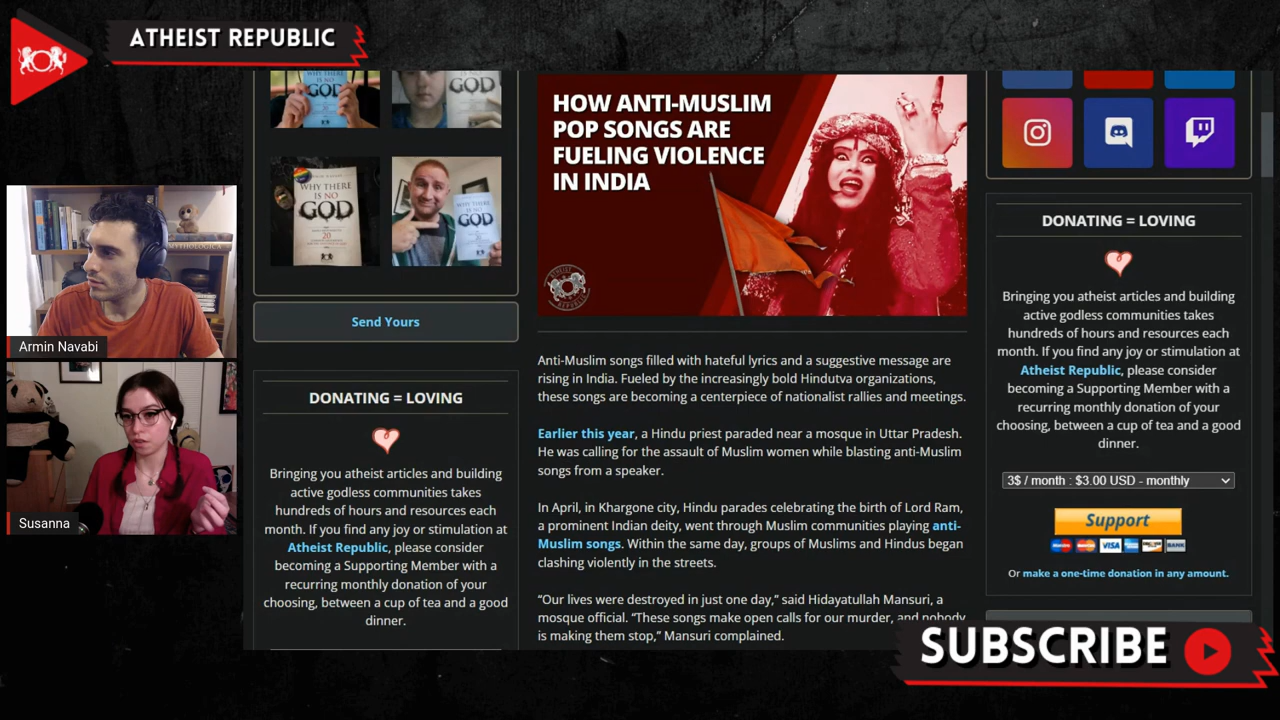 ATHEIST REPUBLIC
WHY THERE
IS NO
GOD
20
Send Yours
DONATING = LOVING
Bringing you atheist articles and building
active godless communities takes
hundreds of hours and resources each
month. If you find any joy or stimulation at
Atheist Republic, please consider
becoming a Supporting Member with a
recurring monthly donation of your
choosing, between a cup of tea and a good
dinner.
HOW ANTI-MUSLIM
POP SONGS ARE
FUELING VIOLENCE
IN INDIA
ATHEIST
REPUBLIC
Anti-Muslim songs filled with hateful lyrics and a suggestive message are
rising in India. Fueled by the increasingly bold Hindutva organizations,
these songs are becoming a centerpiece of nationalist rallies and meetings.
Earlier this year, a Hindu priest paraded near a mosque in Uttar Pradesh.
He was calling for the assault of Muslim women while blasting anti-Muslim
songs from a speaker.
In April, in Khargone city, Hindu parades celebrating the birth of Lord Ram,
a prominent Indian deity, went through Muslim communities playing anti-
Muslim songs. Within the same day, groups of Muslims and Hindus began
clashing violently in the streets.
“Our lives were destroyed in just one day,” said Hidayatullah Mansuri, a
mosque official. “These songs make open calls for our murder, and nobody
is making them stop,” Mansuri complained.
DONATING = LOVING
Bringing you atheist articles and building
active godless communities takes
hundreds of hours and resources each
month. If you find any joy or stimulation at
Atheist Republic, please consider
becoming a Supporting Member with a
recurring monthly donation of your
choosing, between a cup of tea and a good
dinner.
3$ / month : $3.00 USD - monthly
Support
VISA
BANK
Or make a one-time donation in any amount.
Armin Navabi
Susanna
SUBSCRIBE